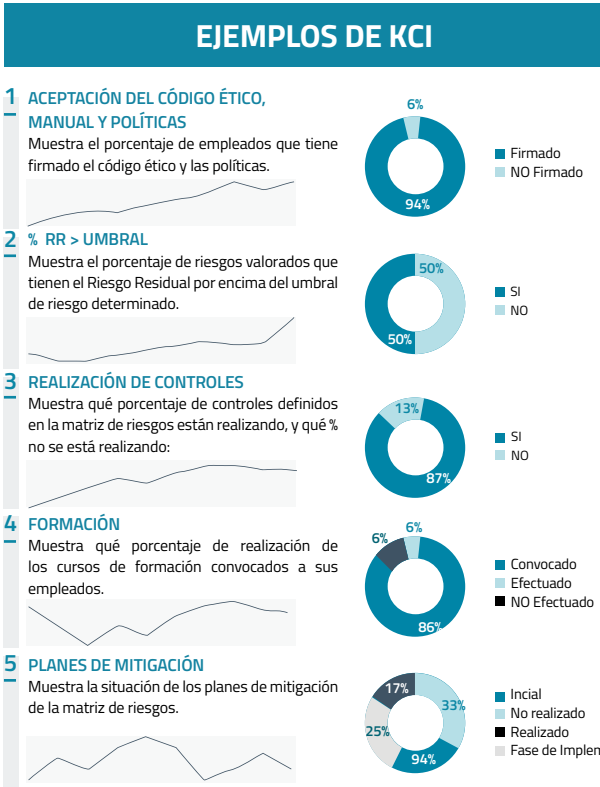 EJEMPLOS DE KCI
1 ACEPTACIÓN DEL CÓDIGO ÉTICO,
MANUAL Y POLÍTICAS
Muestra el porcentaje de empleados que tiene
firmado el código ético y las políticas.
6%
94%
Firmado
NO Firmado
2 % RR > UMBRAL
Muestra el porcentaje de riesgos valorados que
tienen el Riesgo Residual por encima del umbral
de riesgo determinado.
50%
50%
SI
NO
3 REALIZACIÓN DE CONTROLES
Muestra qué porcentaje de controles definidos
en la matriz de riesgos están realizando, y qué %
no se está realizando:
13%
87%
SI
NO
4 FORMACIÓN
Muestra qué porcentaje de realización de
los cursos de formación convocados a sus
empleados.
6%
6%
86%
Convocado
Efectuado
NO Efectuado
5 PLANES DE MITIGACIÓN
Muestra la situación de los planes de mitigación
de la matriz de riesgos.
17%
33%
25%
94%
Incial
No realizado
Realizado
Fase de Implen